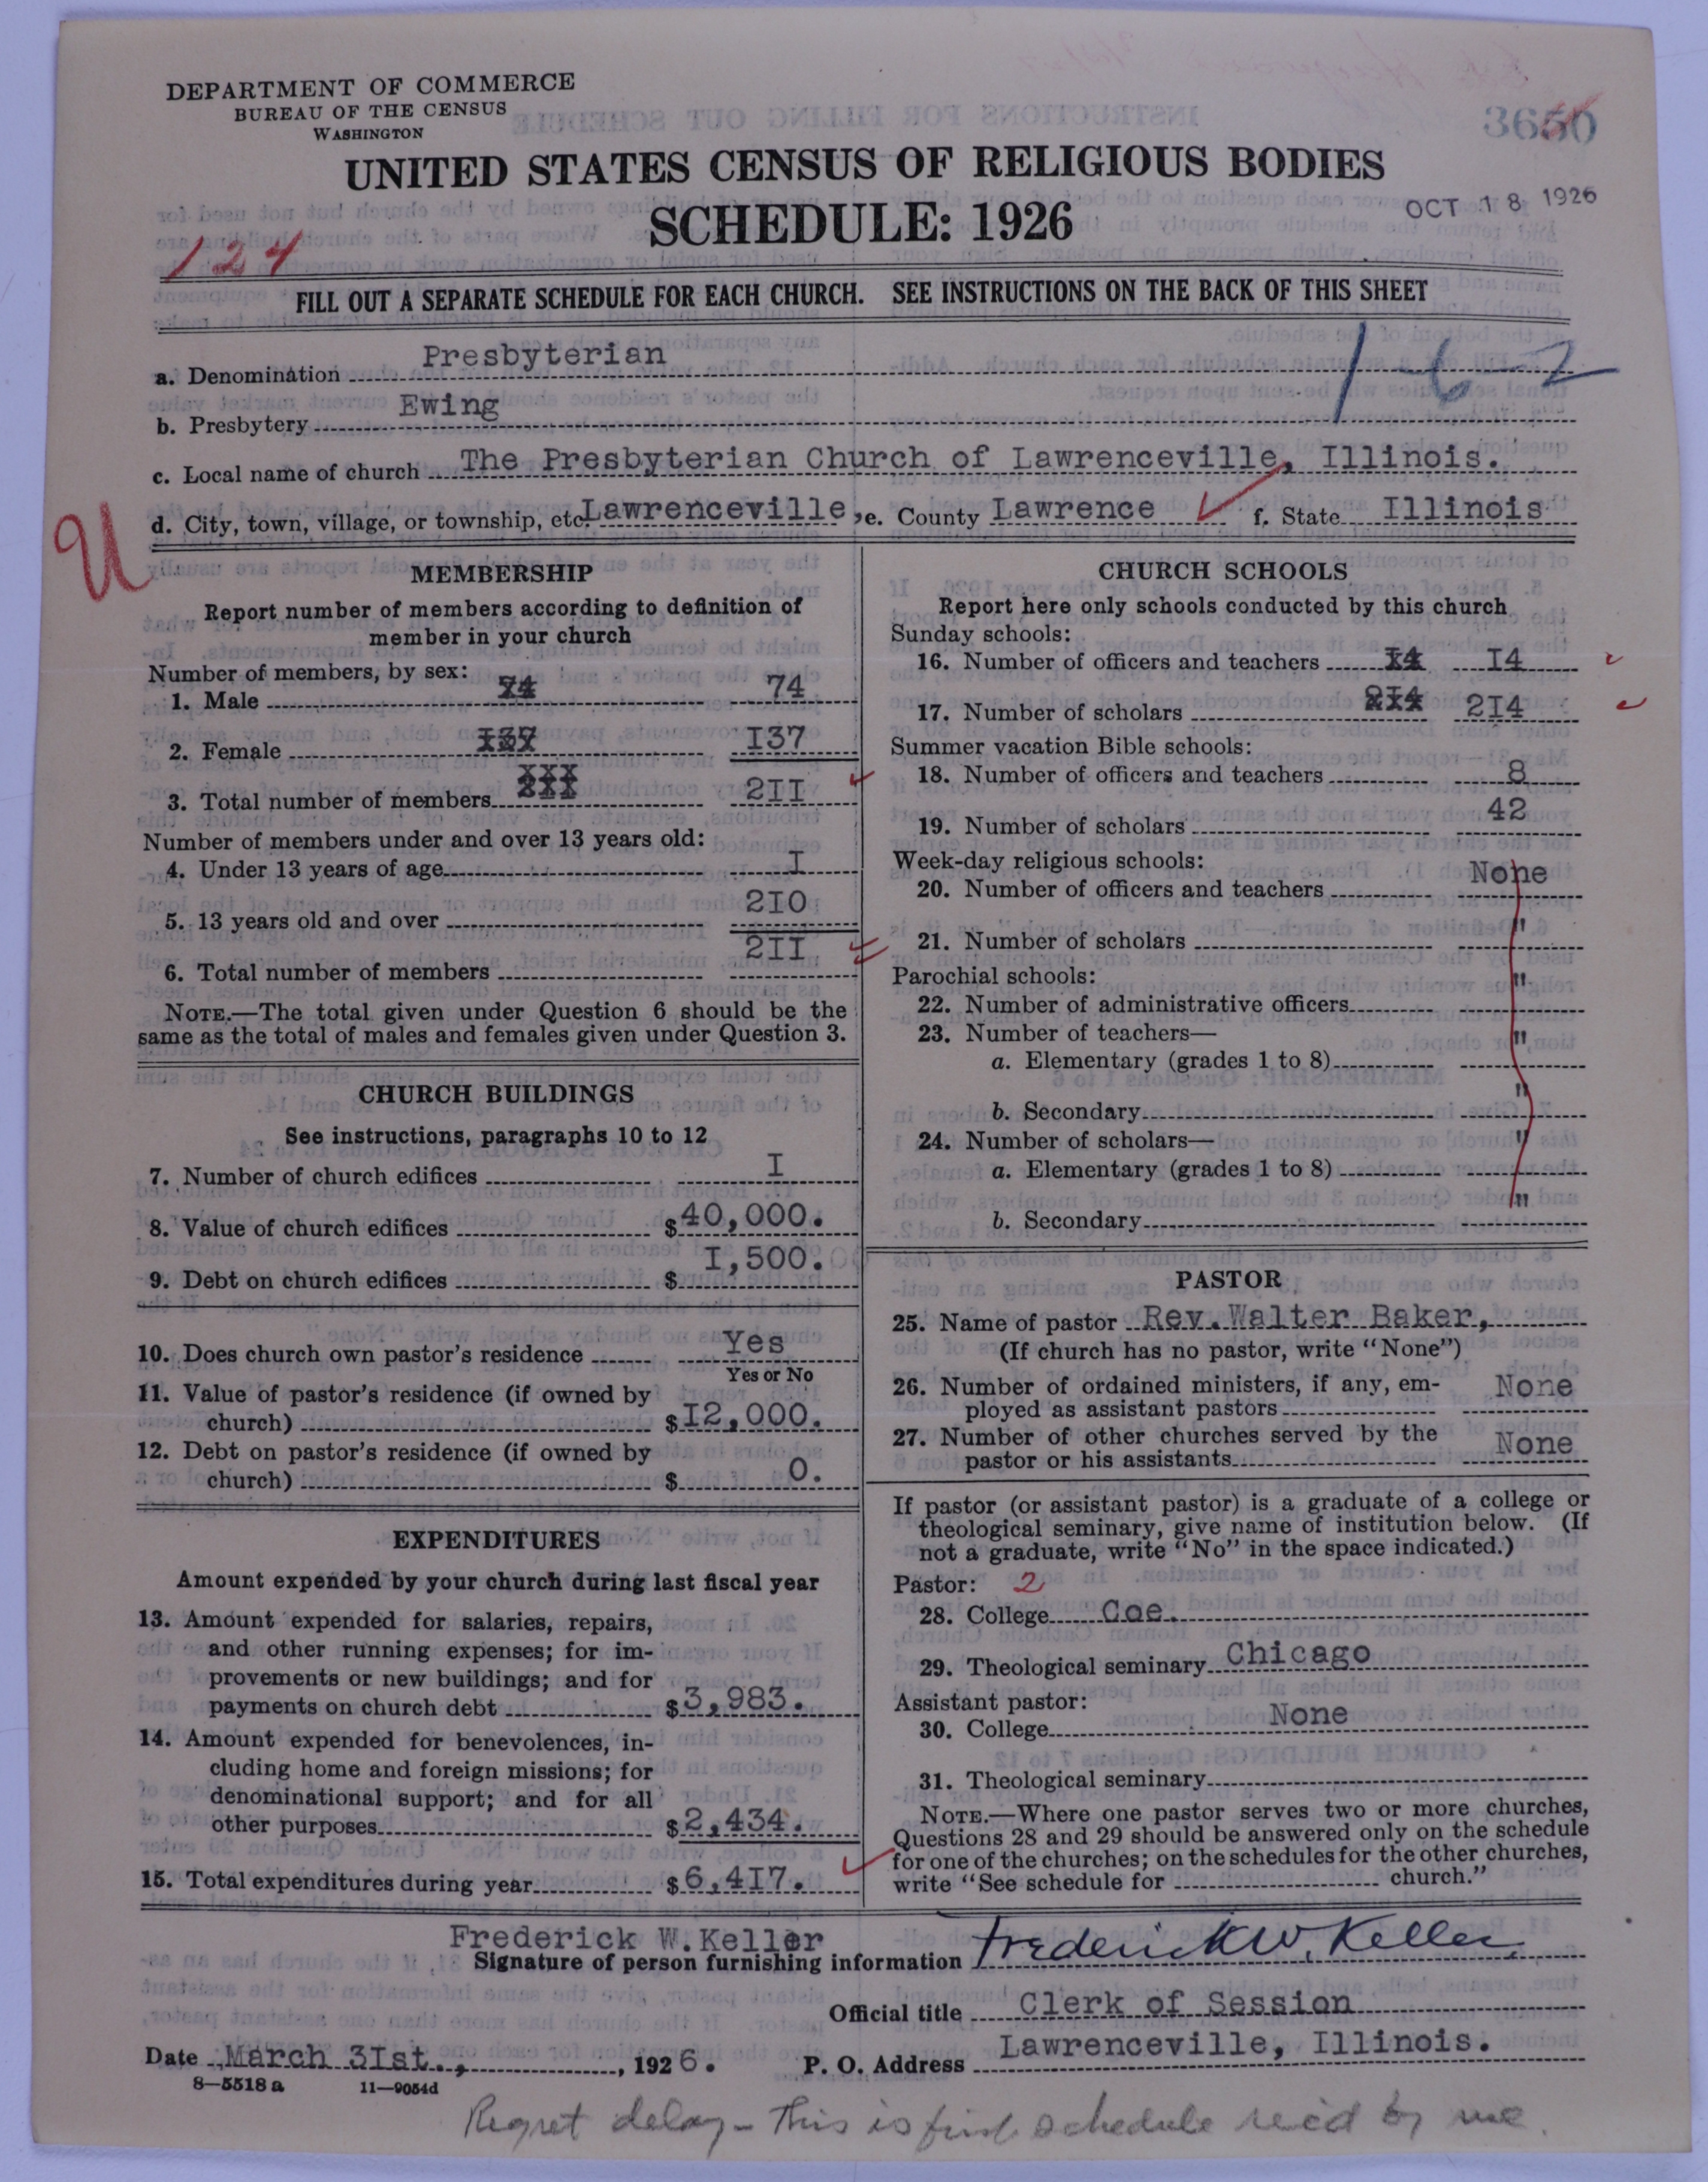 DEPARTMENT OF COMMERCE
BUREAU OF THE CENSUS
WASHINGTON
3650
UNITED STATES CENSUS OF RELIGIOUS BODIES
SCHEDULE: 1926
OCT 18 1926
124
FILL OUT A SEPARATE SCHEDULE FOR EACH CHURCH. SEE INSTRUCTIONS ON THE BACK OF THIS SHEET
162
a. Denomination Presbyterian
b. Presbytery Ewing
c. Local name of church The Presbyterian Church of Lawrenceville, Illinois.
d. City, town, village, or township, etc. Lawrenceville, e. County Lawrence f. State Illinois
U
MEMBERSHIP
Report number of members according to definition of
member in your church
Number of members, by sex:
1. Male 74 74
2. Female 137 I37
3. Total number of members 2II
Number of members under and over 13 years old:
4. Under 13 years of age I
5. 13 years old and over 2I0
6. Total number of members 2II
NOTE.—The total given under Question 6 should be the
same as the total of males and females given under Question 3.
CHURCH BUILDINGS
See instructions, paragraphs 10 to 12
7. Number of church edifices I
8. Value of church edifices $40,000.
9. Debt on church edifices $I,500.
10. Does church own pastor's residence Yes
Yes or No
11. Value of pastor's residence (if owned by
church) $I2,000.
12. Debt on pastor's residence (if owned by
church) $0.
EXPENDITURES
Amount expended by your church during last fiscal year
13. Amount expended for salaries, repairs,
and other running expenses; for im-
provements or new buildings; and for
payments on church debt $3,983.
14. Amount expended for benevolences, in-
cluding home and foreign missions; for
denominational support; and for all
other purposes $2,434.
15. Total expenditures during year $6,4I7.
CHURCH SCHOOLS
Report here only schools conducted by this church
Sunday schools:
16. Number of officers and teachers I4 I4
17. Number of scholars 2I4 2I4
Summer vacation Bible schools:
18. Number of officers and teachers 8
19. Number of scholars 42
Week-day religious schools:
20. Number of officers and teachers None
21. Number of scholars "
Parochial schools:
22. Number of administrative officers "
23. Number of teachers—
a. Elementary (grades 1 to 8) "
b. Secondary "
24. Number of scholars—
a. Elementary (grades 1 to 8) "
b. Secondary "
PASTOR
25. Name of pastor Rev. Walter Baker,
(If church has no pastor, write "None")
26. Number of ordained ministers, if any, em-
ployed as assistant pastors None
27. Number of other churches served by the
pastor or his assistants None
If pastor (or assistant pastor) is a graduate of a college or
theological seminary, give name of institution below. (If
not a graduate, write "No" in the space indicated.)
Pastor: 2
28. College Coe.
29. Theological seminary Chicago
Assistant pastor:
30. College None
31. Theological seminary
NOTE.—Where one pastor serves two or more churches,
Questions 28 and 29 should be answered only on the schedule
for one of the churches; on the schedules for the other churches,
write "See schedule for church."
Frederick W. Keller
Signature of person furnishing information Frederick W. Keller
Official title Clerk of Session
Date March 3Ist., , 1926. P. O. Address Lawrenceville, Illinois.
8—5518a 11—9054d
Regret delay – This is first schedule rec'd by me.